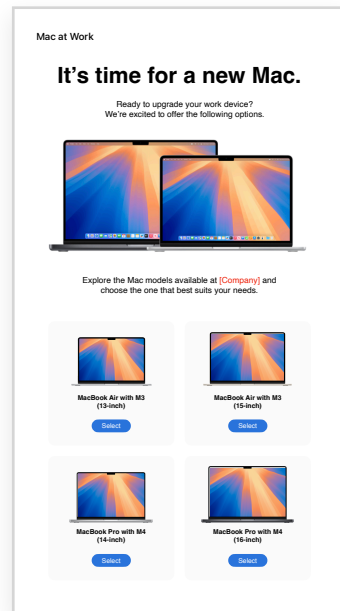 Mac at Work
It’s time for a new Mac.
Ready to upgrade your work device?
We’re excited to offer the following options.
Explore the Mac models available at [Company] and
choose the one that best suits your needs.
MacBook Air with M3
(13-inch)
Select
MacBook Air with M3
(15-inch)
Select
MacBook Pro with M4
(14-inch)
Select
MacBook Pro with M4
(16-inch)
Select